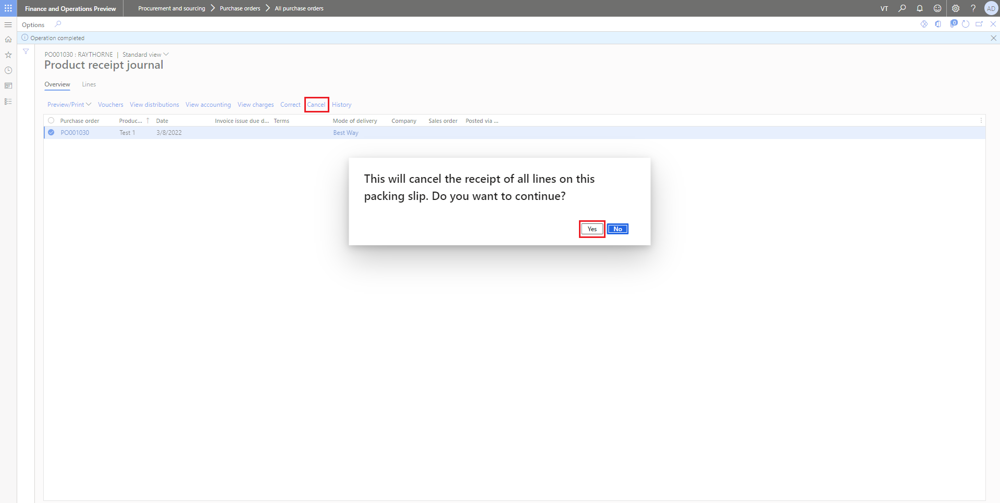 Finance and Operations Preview
Procurement and sourcing
Purchase orders
All purchase orders
VT
?
AD
Options
0
Operation completed
PO001030 : RAYTHORNE | Standard view
Product receipt journal
Overview
Lines
Preview/Print
Vouchers
View distributions
View accounting
View charges
Correct
Cancel
History
Purchase order
Produc...
Date
Invoice issue due d...
Terms
Mode of delivery
Company
Sales order
Posted via ...
PO001030
Test 1
3/8/2022
Best Way
This will cancel the receipt of all lines on this
packing slip. Do you want to continue?
Yes
No